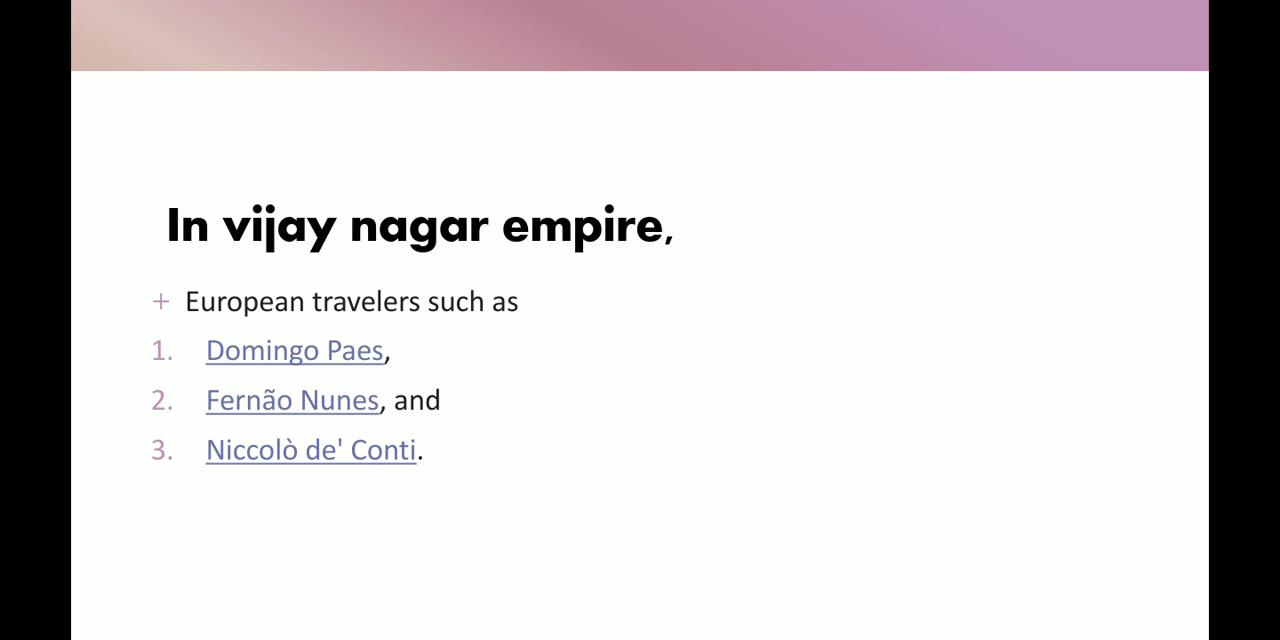 In vijay nagar empire,
+ European travelers such as
1. Domingo Paes,
2. Fernão Nunes, and
3. Niccolò de' Conti.